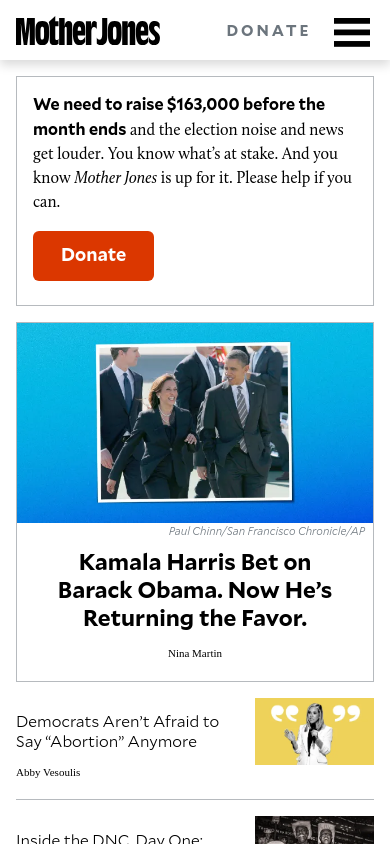 Mother Jones
DONATE
We need to raise $163,000 before the
month ends and the election noise and news
get louder. You know what’s at stake. And you
know Mother Jones is up for it. Please help if you
can.
Donate
Paul Chinn/San Francisco Chronicle/AP
Kamala Harris Bet on
Barack Obama. Now He’s
Returning the Favor.
Nina Martin
Democrats Aren’t Afraid to
Say “Abortion” Anymore
Abby Vesoulis
Inside the DNC, Day One: